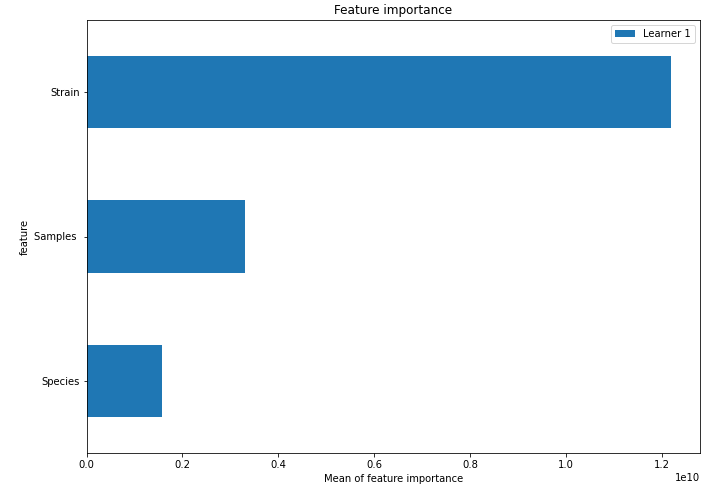 Feature importance
Learner 1
Strain
Samples
Species
feature
0.0 0.2 0.4 0.6 0.8 1.0 1.2
1e10
Mean of feature importance